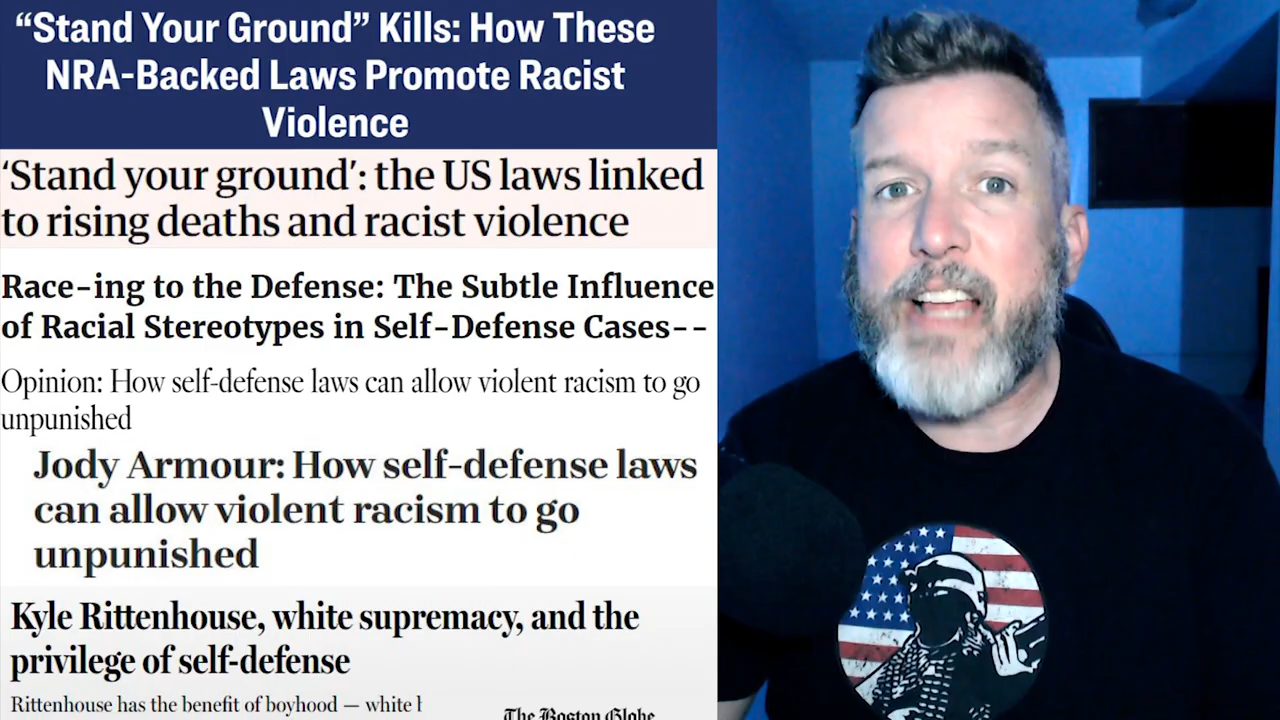 “Stand Your Ground” Kills: How These
NRA-Backed Laws Promote Racist
Violence
‘Stand your ground’: the US laws linked
to rising deaths and racist violence
Race-ing to the Defense: The Subtle Influence
of Racial Stereotypes in Self-Defense Cases--
Opinion: How self-defense laws can allow violent racism to go
unpunished
Jody Armour: How self-defense laws
can allow violent racism to go
unpunished
Kyle Rittenhouse, white supremacy, and the
privilege of self-defense
Rittenhouse has the benefit of boyhood — white
The Boston Globe